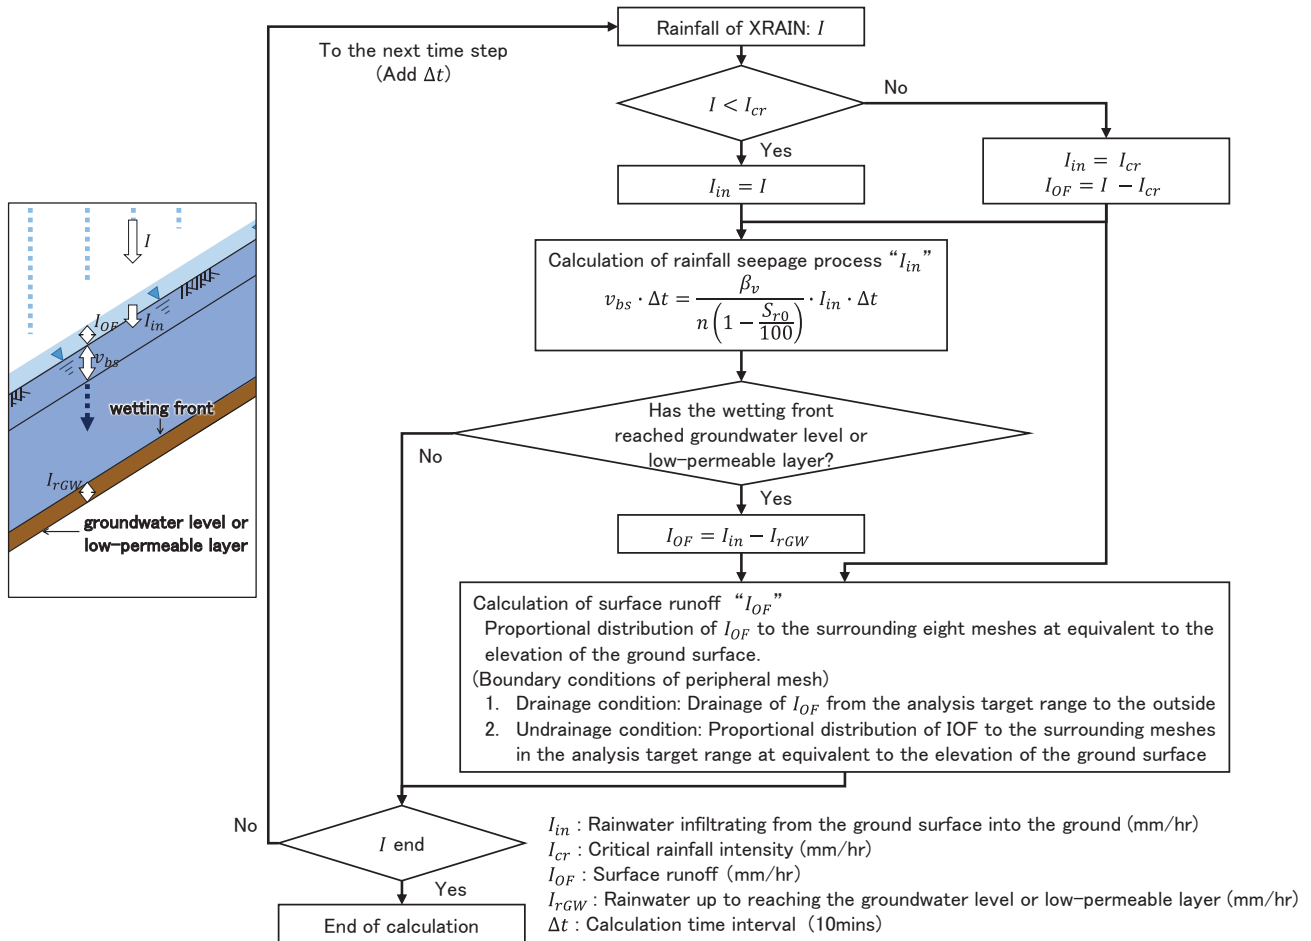 Rainfall of XRAIN: I
To the next time step
(Add Δt)
I < I_cr
No
Yes
I_in = I
I_in = I_cr
I_OF = I − I_cr
Calculation of rainfall seepage process “I_in”
v_bs · Δt = β_v / n(1 − S_r0/100) · I_in · Δt
Has the wetting front
reached groundwater level or
low-permeable layer?
No
Yes
I_OF = I_in − I_rGW
Calculation of surface runoff “I_OF”
Proportional distribution of I_OF to the surrounding eight meshes at equivalent to the
elevation of the ground surface.
(Boundary conditions of peripheral mesh)
1. Drainage condition: Drainage of I_OF from the analysis target range to the outside
2. Undrainage condition: Proportional distribution of IOF to the surrounding meshes
in the analysis target range at equivalent to the elevation of the ground surface
No
I end
Yes
End of calculation
I
I_OF
I_in
v_bs
wetting front
I_rGW
groundwater level or
low-permeable layer
I_in : Rainwater infiltrating from the ground surface into the ground (mm/hr)
I_cr : Critical rainfall intensity (mm/hr)
I_OF : Surface runoff (mm/hr)
I_rGW : Rainwater up to reaching the groundwater level or low-permeable layer (mm/hr)
Δt : Calculation time interval (10mins)